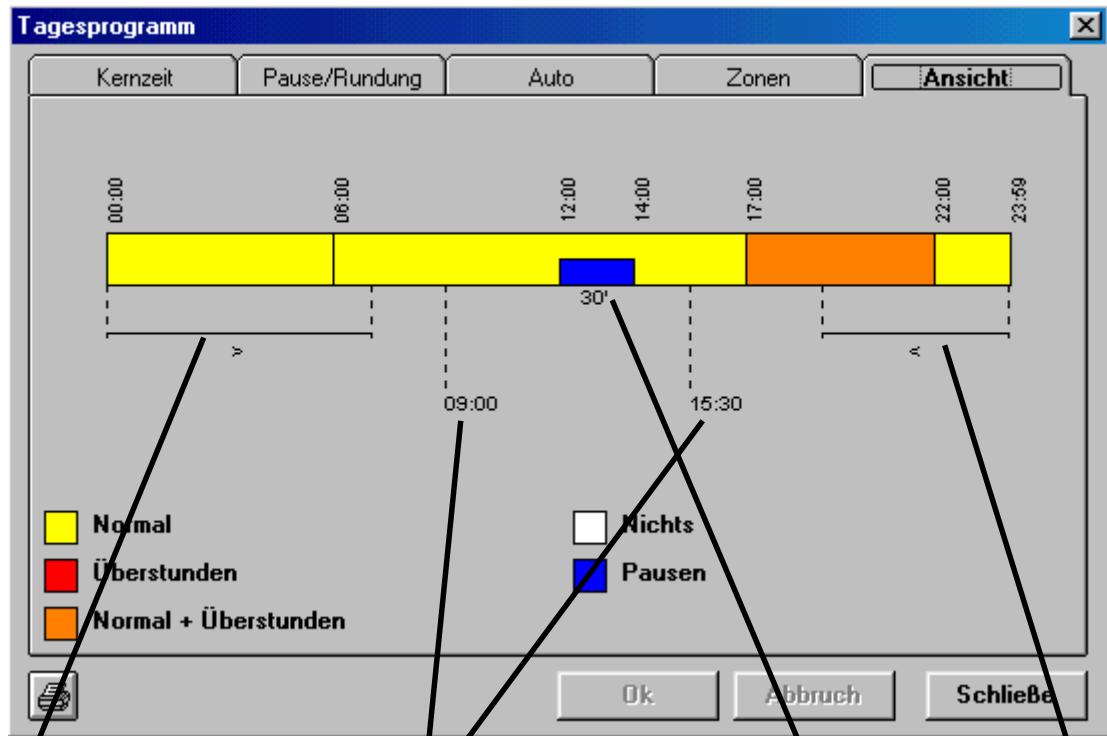 Tagesprogramm
Kernzeit Pause/Rundung Auto Zonen Ansicht
00:00 06:00 12:00 14:00 17:00 22:00 23:59
30'
> <
09:00 15:30
Normal Nichts
Überstunden Pausen
Normal + Überstunden
Ok Abbruch Schließe